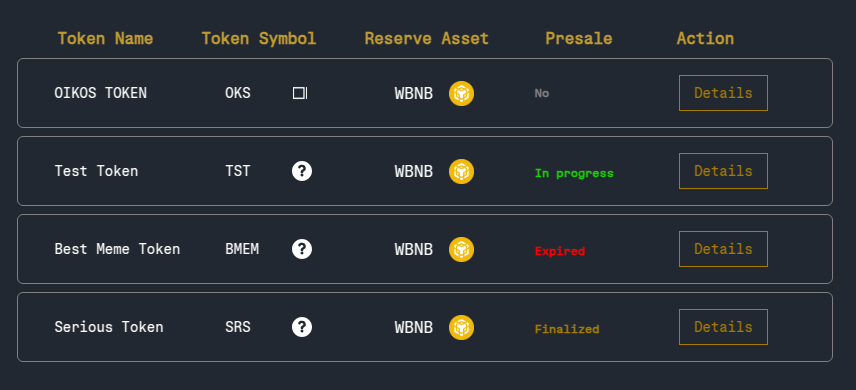 Token Name Token Symbol Reserve Asset Presale Action
OIKOS TOKEN OKS WBNB No Details
Test Token TST ? WBNB In progress Details
Best Meme Token BMEM ? WBNB Expired Details
Serious Token SRS ? WBNB Finalized Details